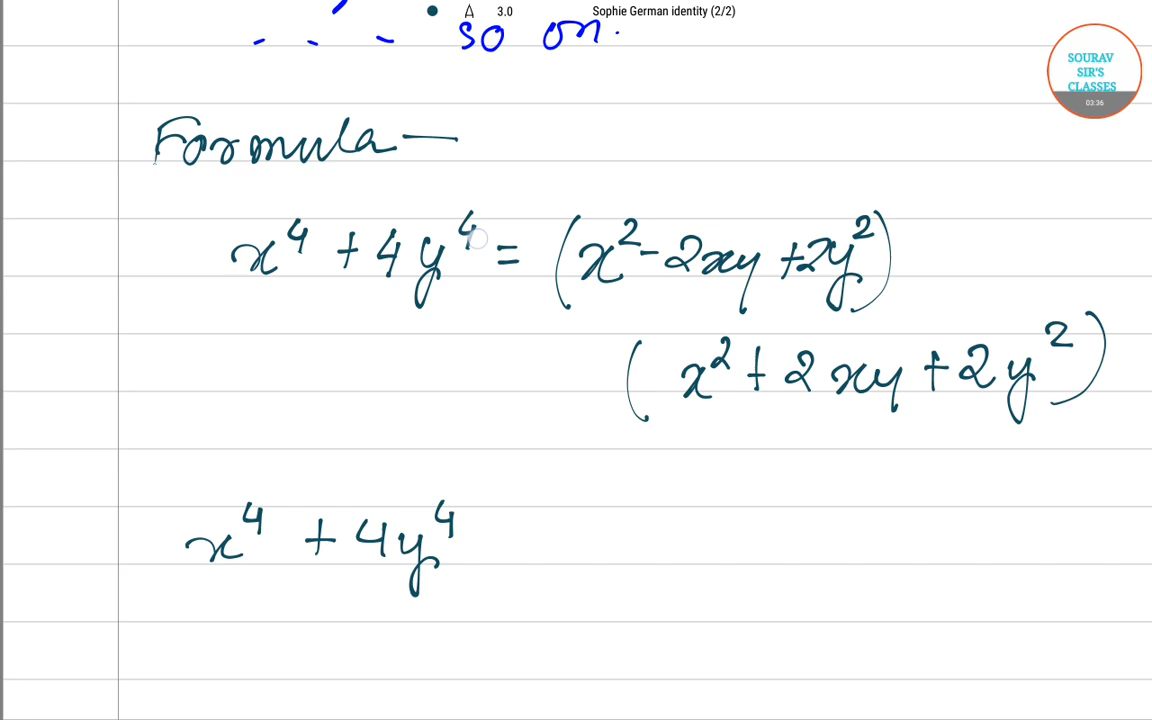 3.0 Sophie German identity (2/2)
- - - so on.
SOURAV
SIR'S
CLASSES
03:36
Formula —
x⁴ + 4y⁴ = (x² - 2xy + 2y²)
(x² + 2xy + 2y²)
x⁴ + 4y⁴